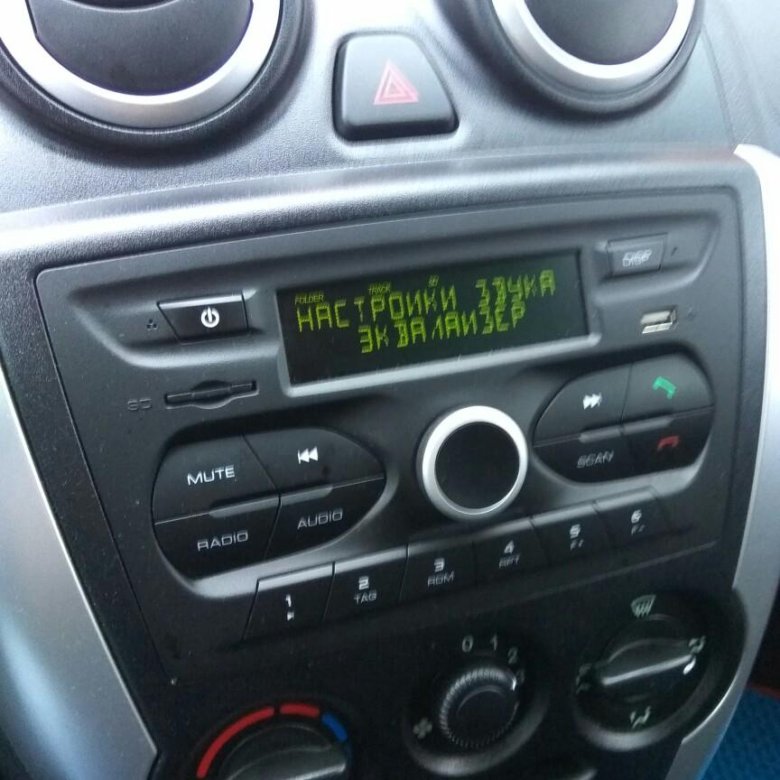 DISP
FOLDER TRACK
НАСТРОЙКИ ЗВУКА
ЭКВАЛАЙЗЕР
SD
MUTE
RADIO
AUDIO
SCAN
1
2
TAG
3
RDM
4
RPT
5
F-
6
F+
0 1 2